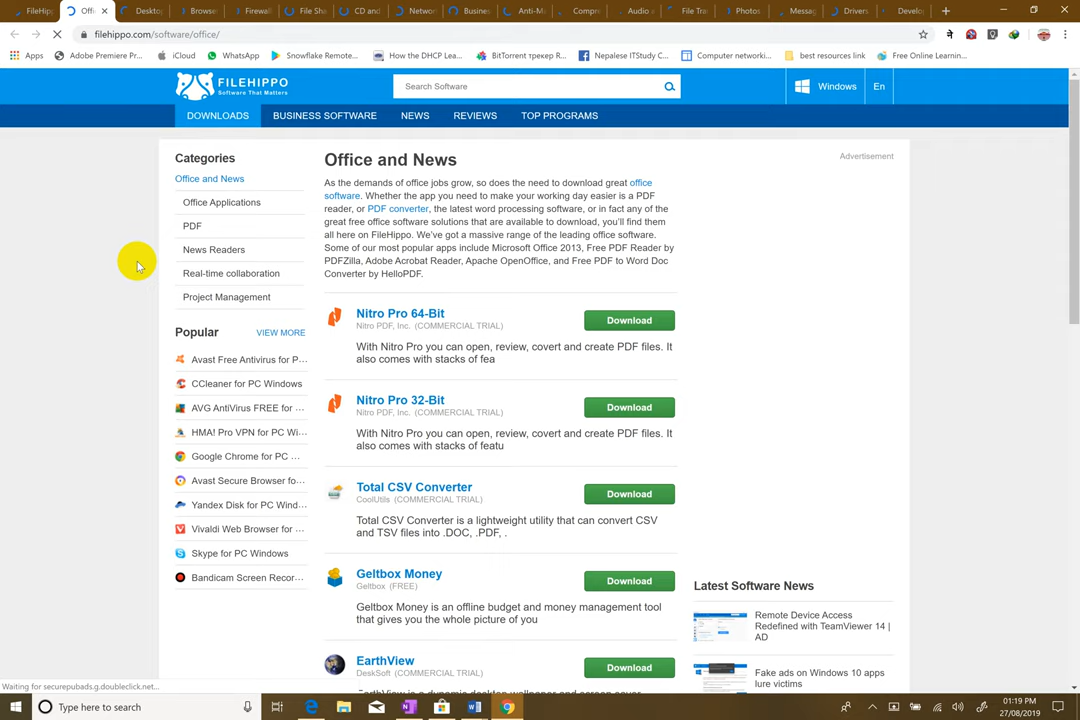 FileHip
Offi
Deskto
Browse
Firewal
File Sha
CD and
Netwo
Busine
Anti-M
Compre
Audio a
File Tra
Photos
Messag
Drivers
Develo
filehippo.com/software/office/
Apps
Adobe Premiere Pr...
iCloud
WhatsApp
Snowflake Remote...
How the DHCP Lea...
BitTorrent трекер R...
Nepalese ITStudy C...
Computer networki...
best resources link
Free Online Learnin...
FILEHIPPO
Software That Matters
Search Software
Windows
En
DOWNLOADS
BUSINESS SOFTWARE
NEWS
REVIEWS
TOP PROGRAMS
Categories
Office and News
Office Applications
PDF
News Readers
Real-time collaboration
Project Management
Popular
VIEW MORE
Avast Free Antivirus for P...
CCleaner for PC Windows
AVG AntiVirus FREE for ...
HMA! Pro VPN for PC Wi...
Google Chrome for PC ...
Avast Secure Browser fo...
Yandex Disk for PC Wind...
Vivaldi Web Browser for ...
Skype for PC Windows
Bandicam Screen Recor...
Office and News
As the demands of office jobs grow, so does the need to download great office
software. Whether the app you need to make your working day easier is a PDF
reader, or PDF converter, the latest word processing software, or in fact any of the
great free office software solutions that are available to download, you'll find them
all here on FileHippo. We've got a massive range of the leading office software.
Some of our most popular apps include Microsoft Office 2013, Free PDF Reader by
PDFZilla, Adobe Acrobat Reader, Apache OpenOffice, and Free PDF to Word Doc
Converter by HelloPDF.
Nitro Pro 64-Bit
Nitro PDF, Inc. (COMMERCIAL TRIAL)
Download
With Nitro Pro you can open, review, covert and create PDF files. It
also comes with stacks of fea
Nitro Pro 32-Bit
Nitro PDF, Inc. (COMMERCIAL TRIAL)
Download
With Nitro Pro you can open, review, covert and create PDF files. It
also comes with stacks of featu
Total CSV Converter
CoolUtils (COMMERCIAL TRIAL)
Download
Total CSV Converter is a lightweight utility that can convert CSV
and TSV files into .DOC, .PDF, .
Geltbox Money
Geltbox (FREE)
Download
Geltbox Money is an offline budget and money management tool
that gives you the whole picture of you
EarthView
DeskSoft (COMMERCIAL TRIAL)
Download
EarthView is a dynamic desktop wallpaper and screen saver,
Advertisement
Latest Software News
Remote Device Access
Redefined with TeamViewer 14 |
AD
Fake ads on Windows 10 apps
lure victims
Waiting for securepubads.g.doubleclick.net...
Type here to search
01:19 PM
27/08/2019